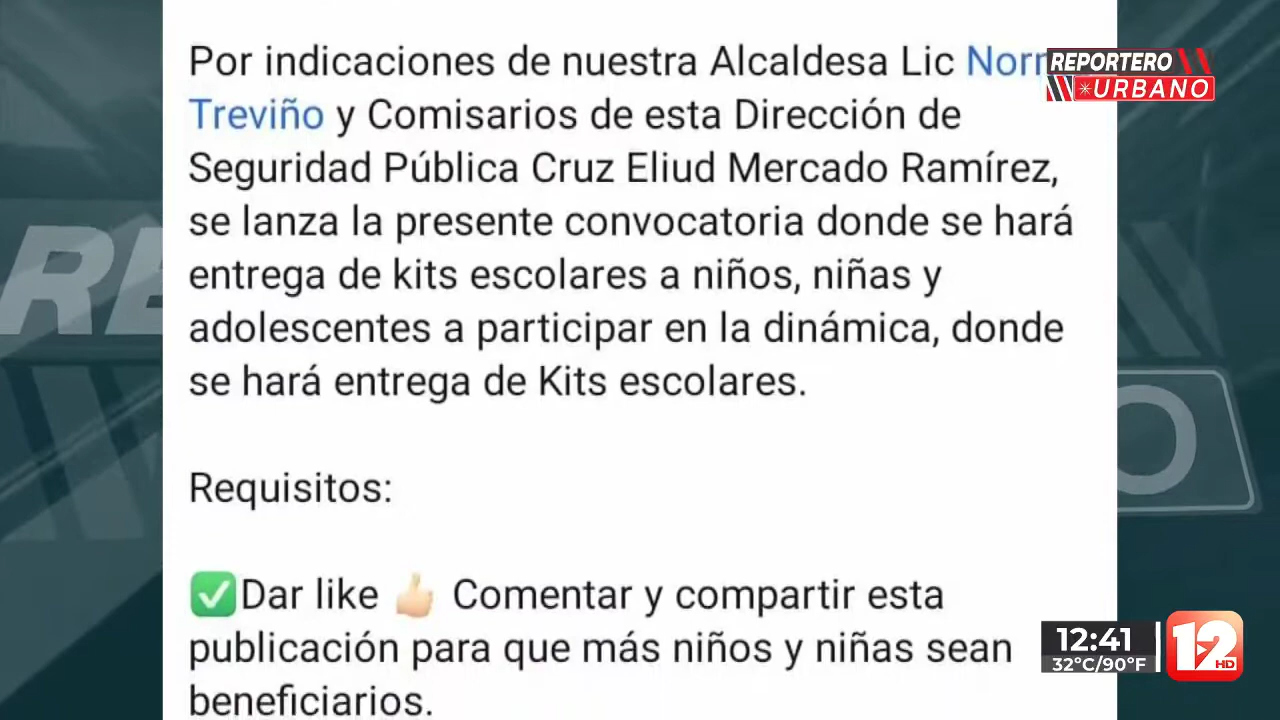 Por indicaciones de nuestra Alcaldesa Lic
Treviño y Comisarios de esta Dirección de
Seguridad Pública Cruz Eliud Mercado Ramírez,
se lanza la presente convocatoria donde se hará
entrega de kits escolares a niños, niñas y
adolescentes a participar en la dinámica, donde
se hará entrega de Kits escolares.
Requisitos:
✅Dar like 👍🏻 Comentar y compartir esta
publicación para que más niños y niñas sean
beneficiarios.
REPORTERO
URBANO
12:41
32°C/90°F
12
HD